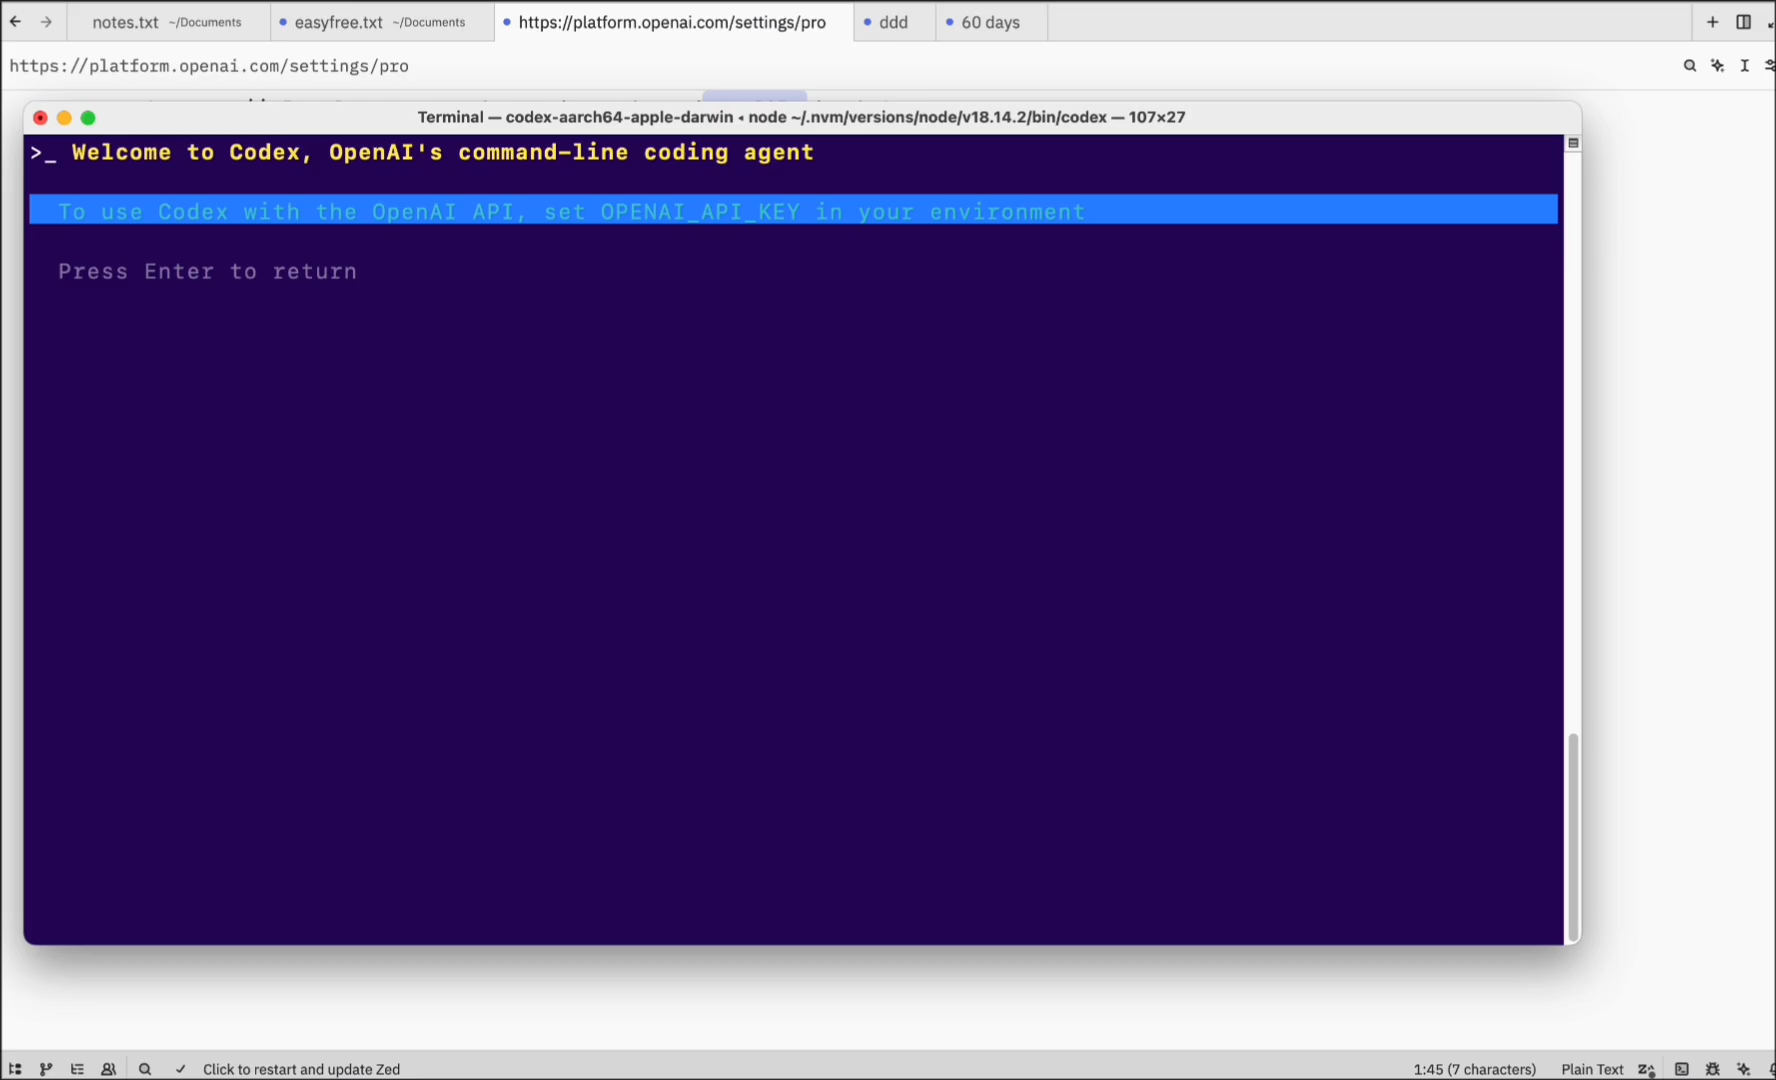 notes.txt ~/Documents
easyfree.txt ~/Documents
https://platform.openai.com/settings/pro
ddd
60 days
https://platform.openai.com/settings/pro
Terminal — codex-aarch64-apple-darwin ◂ node ~/.nvm/versions/node/v18.14.2/bin/codex — 107×27
>_ Welcome to Codex, OpenAI's command-line coding agent
To use Codex with the OpenAI API, set OPENAI_API_KEY in your environment
Press Enter to return
Click to restart and update Zed
1:45 (7 characters)
Plain Text